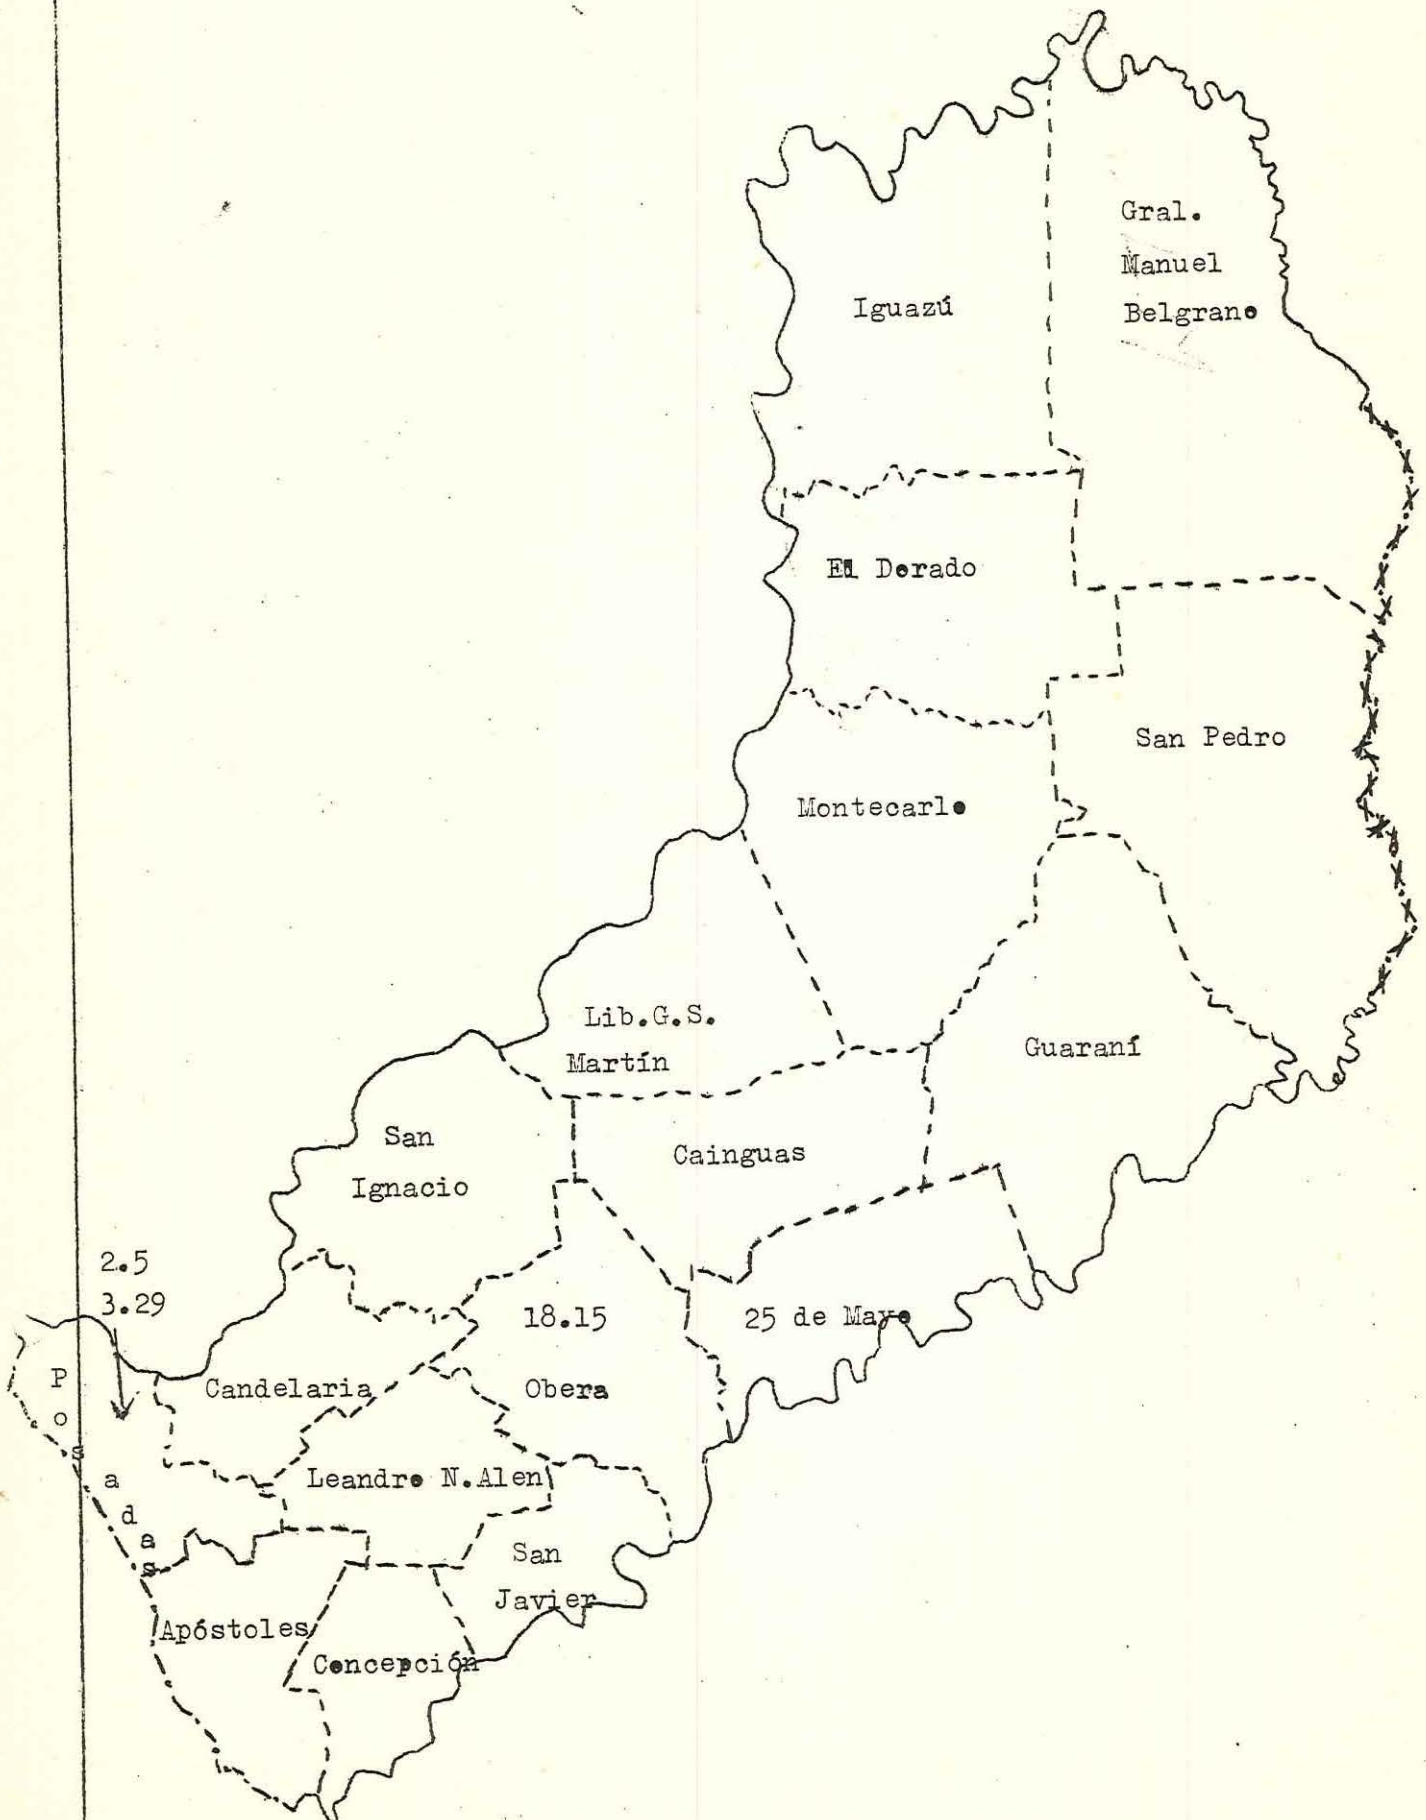 Gral.
Manuel
Belgrano
Iguazú
El Dorado
San Pedro
Montecarlo
Lib.G.S.
Martín
Guaraní
San
Ignacio
Cainguas
2.5
3.29
18.15
25 de Mayo
Posadas
Candelaria
Obera
Leandro N.Alen
San
Javier
Apóstoles
Concepción